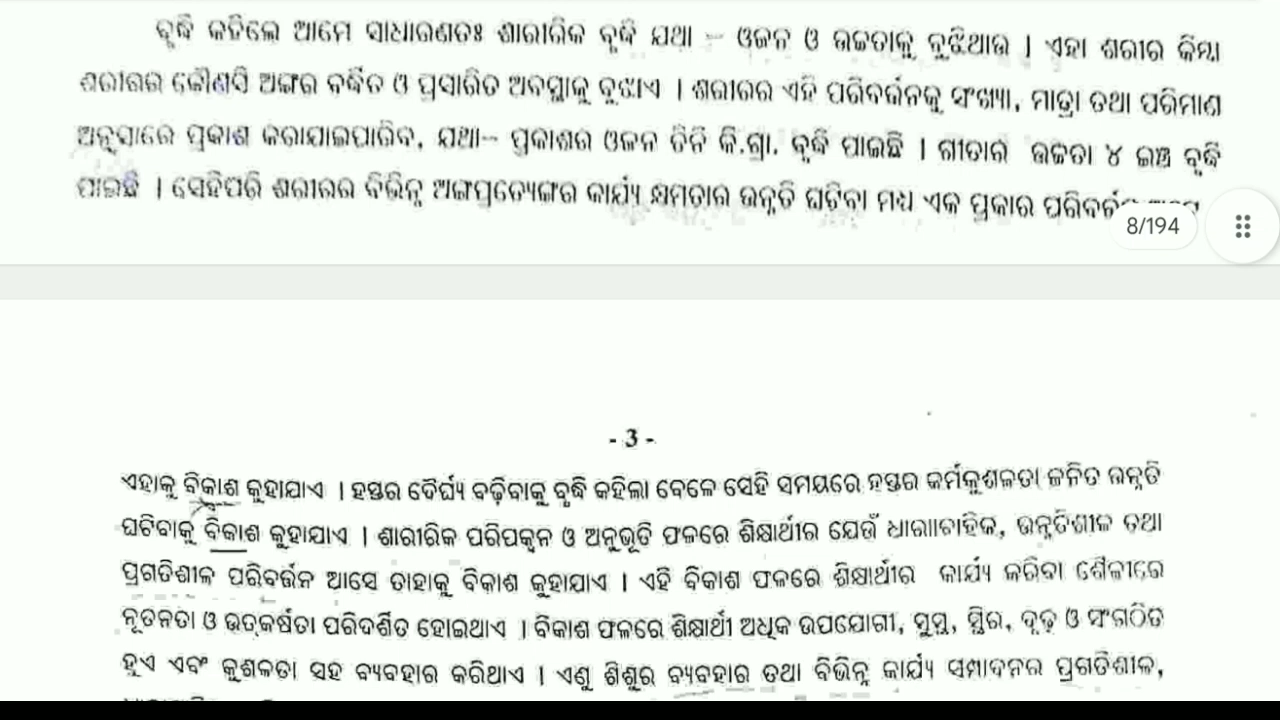 ବୃଦ୍ଧି କହିଲେ ଆମେ ସାଧାରଣତଃ ଶାରୀରିକ ବୃଦ୍ଧି ଯଥା – ଓଜନ ଓ ଉଚ୍ଚତାକୁ ବୁଝିଥାଉ । ଏହା ଶରୀର କିମ୍ବା
ଶରୀରର କୌଣସି ଅଙ୍ଗର ବର୍ଦ୍ଧିତ ଓ ପ୍ରସାରିତ ଅବସ୍ଥାକୁ ବୁଝାଏ । ଶରୀରର ଏହି ପରିବର୍ତ୍ତନକୁ ସଂଖ୍ୟା, ମାତ୍ରା ତଥା ପରିମାଣ
ଅନୁସାରେ ପ୍ରକାଶ କରାଯାଇପାରିବ, ଯଥା– ପ୍ରକାଶର ଓଜନ ତିନି କି.ଗ୍ରା. ବୃଦ୍ଧି ପାଇଛି । ଗୀତାର ଉଚ୍ଚତା ୪ ଇଞ୍ଚ ବୃଦ୍ଧି
ପାଇଛି । ସେହିପରି ଶରୀରର ବିଭିନ୍ନ ଅଙ୍ଗପ୍ରତ୍ୟେଙ୍ଗର କାର୍ଯ୍ୟ କ୍ଷମତାର ଉନ୍ନତି ଘଟିବା ମଧ୍ୟ ଏକ ପ୍ରକାର
8/194
- 3 -
ଏହାକୁ ବିକାଶ କୁହାଯାଏ । ହସ୍ତର ଦୈର୍ଘ୍ୟ ବଢ଼ିବାକୁ ବୃଦ୍ଧି କହିଲା ବେଳେ ସେହି ସମୟରେ ହସ୍ତର କର୍ମକୁଶଳତା ଜନିତ ଉନ୍ନତି
ଘଟିବାକୁ ବିକାଶ କୁହାଯାଏ । ଶାରୀରିକ ପରିପକ୍ୱନ ଓ ଅନୁଭୂତି ଫଳରେ ଶିକ୍ଷାର୍ଥୀର ଯେଉଁ ଧାରାବାହିକ, ଉନ୍ନତିଶୀଳ ତଥା
ପ୍ରଗତିଶୀଳ ପରିବର୍ତ୍ତନ ଆସେ ତାହାକୁ ବିକାଶ କୁହାଯାଏ । ଏହି ବିକାଶ ଫଳରେ ଶିକ୍ଷାର୍ଥୀର କାର୍ଯ୍ୟ କରିବା ଶୈଳୀରେ
ନୂତନତା ଓ ଉତ୍କର୍ଷତା ପରିଦର୍ଶିତ ହୋଇଥାଏ । ବିକାଶ ଫଳରେ ଶିକ୍ଷାର୍ଥୀ ଅଧିକ ଉପଯୋଗୀ, ସୁସ୍ଥ, ସ୍ଥିର, ଦୃଢ଼ ଓ ସଂଗଠିତ
ହୁଏ ଏବଂ କୁଶଳତା ସହ ବ୍ୟବହାର କରିଥାଏ । ଏଣୁ ଶିଶୁର ବ୍ୟବହାର ତଥା ବିଭିନ୍ନ କାର୍ଯ୍ୟ ସମ୍ପାଦନର ପ୍ରଗତିଶୀଳ,